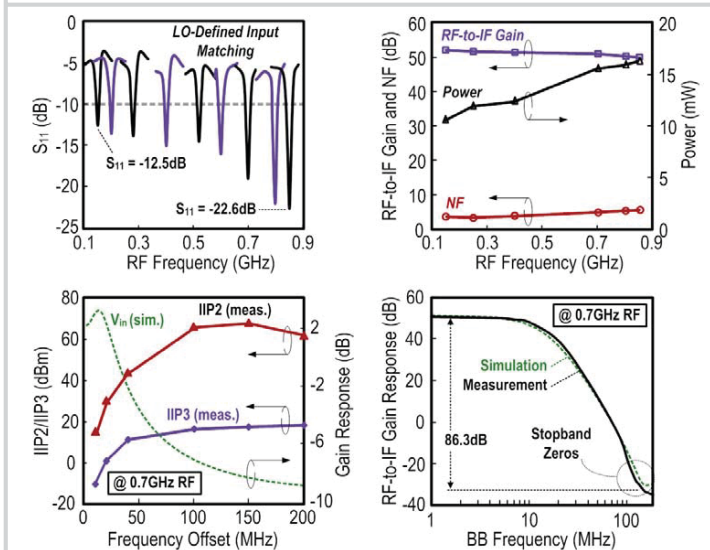 LO-Defined Input
Matching
S11 (dB)
0
-5
-10
-15
-20
-25
S11 = -12.5dB
S11 = -22.6dB
0.1 0.3 0.5 0.7 0.9
RF Frequency (GHz)
RF-to-IF Gain and NF (dB)
60
50
40
30
20
10
0
RF-to-IF Gain
Power
NF
20
15
10
5
0
Power (mW)
0.1 0.3 0.5 0.7 0.9
RF Frequency (GHz)
IIP2/IIP3 (dBm)
80
60
40
20
0
-20
Vin (sim.)
IIP2 (meas.)
IIP3 (meas.)
@ 0.7GHz RF
2
-2
-6
-10
Gain Response (dB)
0 50 100 150 200
Frequency Offset (MHz)
RF-to-IF Gain Response (dB)
60
40
20
0
-20
-40
@ 0.7GHz RF
Simulation
Measurement
86.3dB
Stopband
Zeros
1 10 100
BB Frequency (MHz)